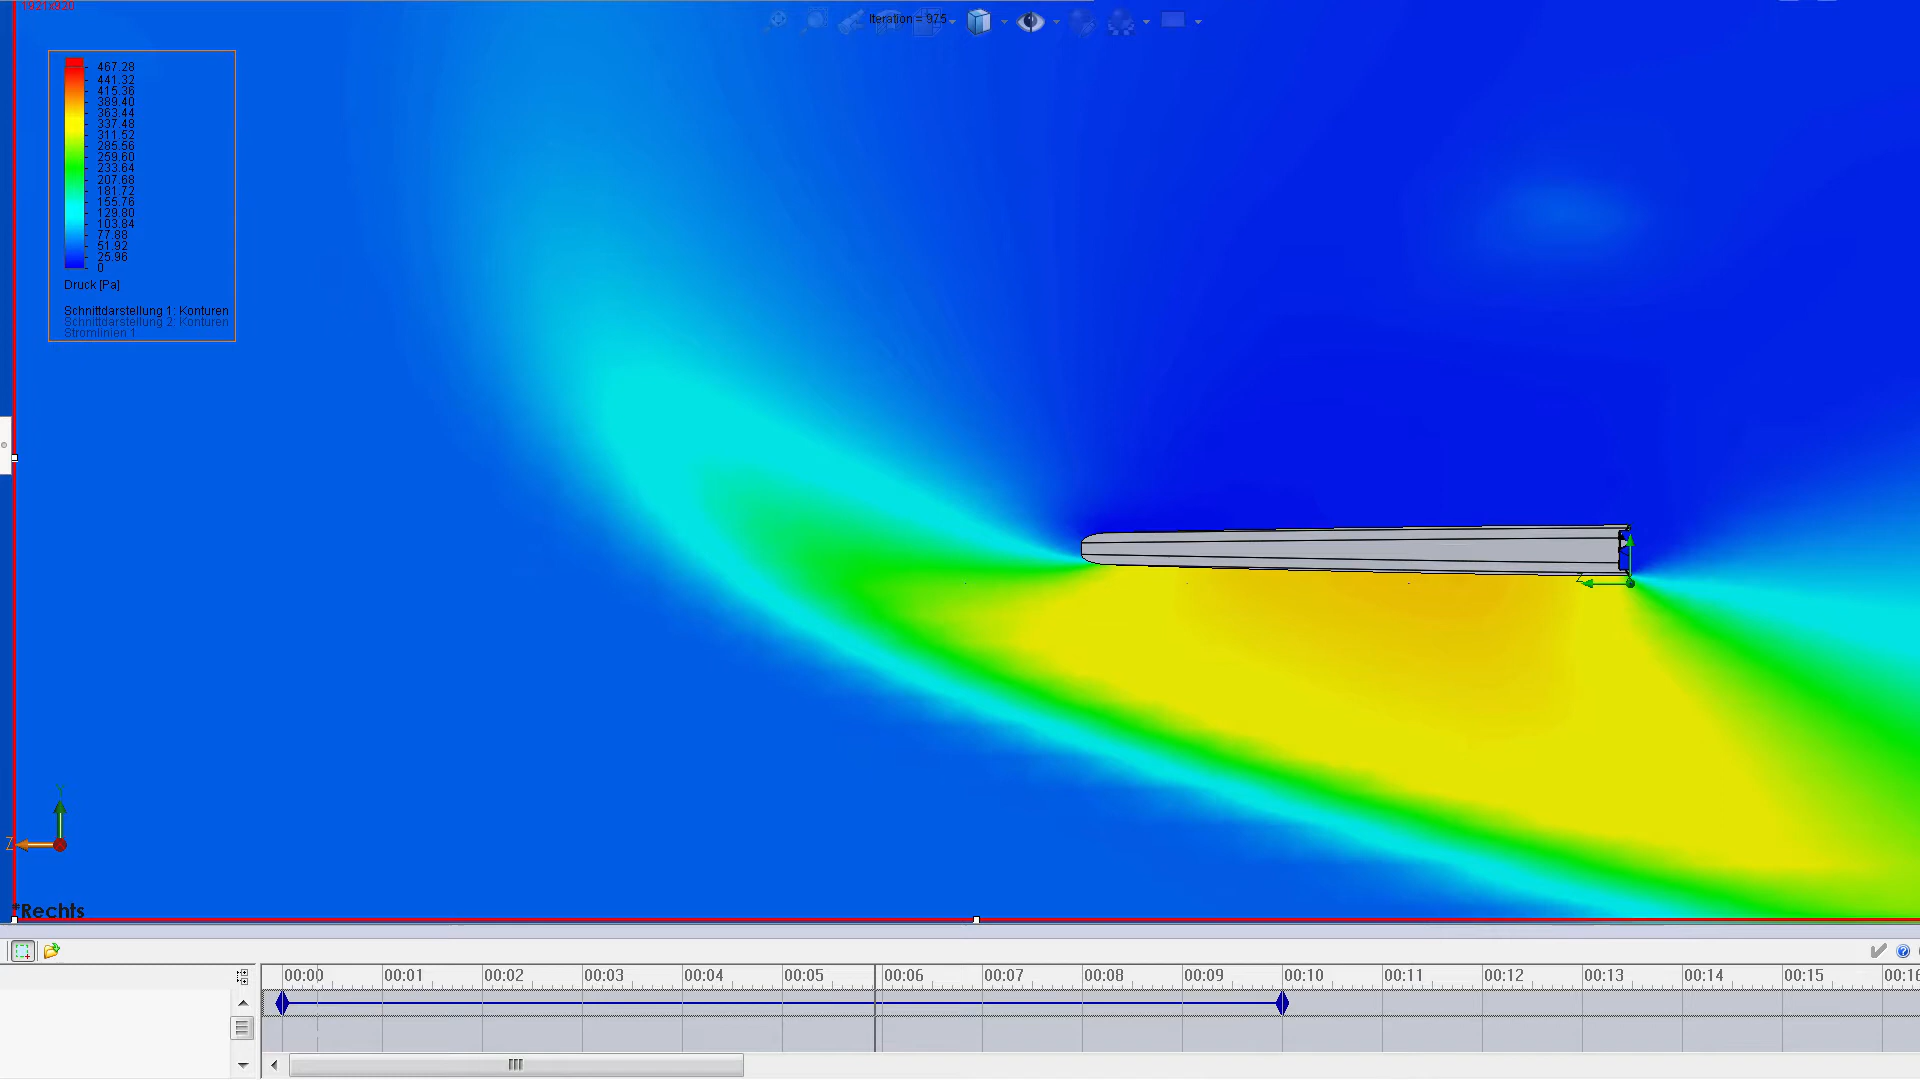 1921x920
Iteration = 975
467.28
441.32
415.36
389.40
363.44
337.48
311.52
285.56
259.60
233.64
207.68
181.72
155.76
129.80
103.84
77.88
51.92
25.96
0
Druck [Pa]
Schnittdarstellung 1: Konturen
Schnittdarstellung 2: Konturen
Stromlinien 1
Z
Y
Z
*Rechts
00:00 00:01 00:02 00:03 00:04 00:05 00:06 00:07 00:08 00:09 00:10 00:11 00:12 00:13 00:14 00:15 00:16